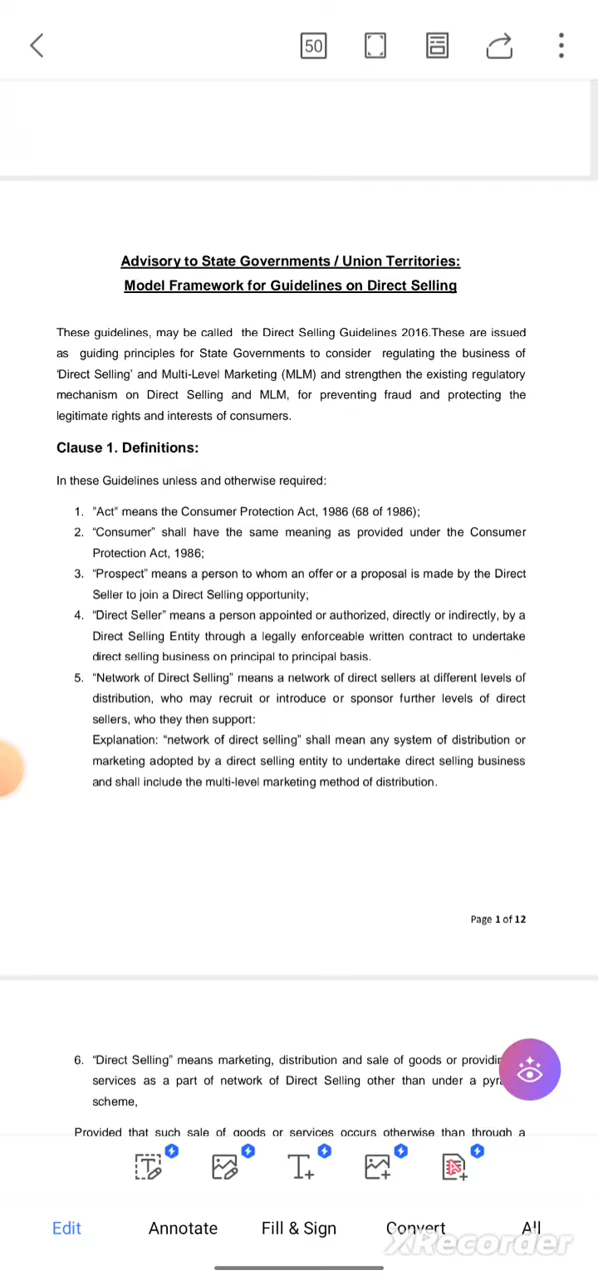 50
Advisory to State Governments / Union Territories:
Model Framework for Guidelines on Direct Selling
These guidelines, may be called the Direct Selling Guidelines 2016.These are issued
as guiding principles for State Governments to consider regulating the business of
'Direct Selling' and Multi-Level Marketing (MLM) and strengthen the existing regulatory
mechanism on Direct Selling and MLM, for preventing fraud and protecting the
legitimate rights and interests of consumers.
Clause 1. Definitions:
In these Guidelines unless and otherwise required:
1. "Act" means the Consumer Protection Act, 1986 (68 of 1986);
2. "Consumer" shall have the same meaning as provided under the Consumer
Protection Act, 1986;
3. "Prospect" means a person to whom an offer or a proposal is made by the Direct
Seller to join a Direct Selling opportunity;
4. "Direct Seller" means a person appointed or authorized, directly or indirectly, by a
Direct Selling Entity through a legally enforceable written contract to undertake
direct selling business on principal to principal basis.
5. "Network of Direct Selling" means a network of direct sellers at different levels of
distribution, who may recruit or introduce or sponsor further levels of direct
sellers, who they then support:
Explanation: "network of direct selling" shall mean any system of distribution or
marketing adopted by a direct selling entity to undertake direct selling business
and shall include the multi-level marketing method of distribution.
Page 1 of 12
6. "Direct Selling" means marketing, distribution and sale of goods or
services as a part of network of Direct Selling other than under a
scheme,
Provided that such sale of goods or services occurs otherwise than through a
Edit Annotate Fill & Sign Convert All
XRecorder